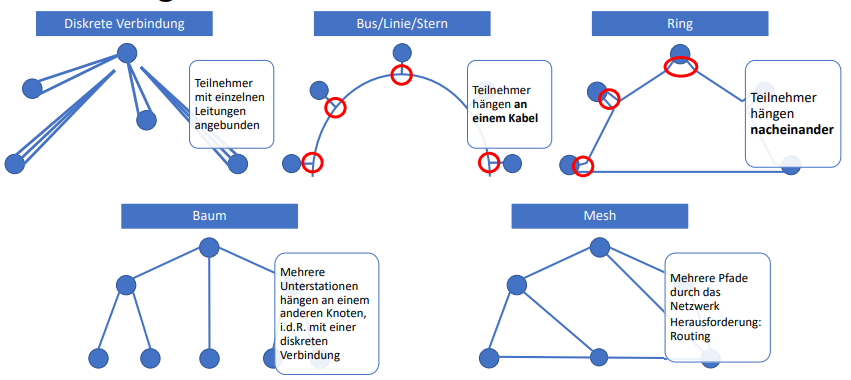 Diskrete Verbindung
Teilnehmer
mit einzelnen
Leitungen
angebunden
Bus/Linie/Stern
Teilnehmer
hängen an
einem Kabel
Ring
Teilnehmer
hängen
nacheinander
Baum
Mehrere
Unterstationen
hängen an einem
anderen Knoten,
i.d.R. mit einer
diskreten
Verbindung
Mesh
Mehrere Pfade
durch das
Netzwerk
Herausforderung:
Routing